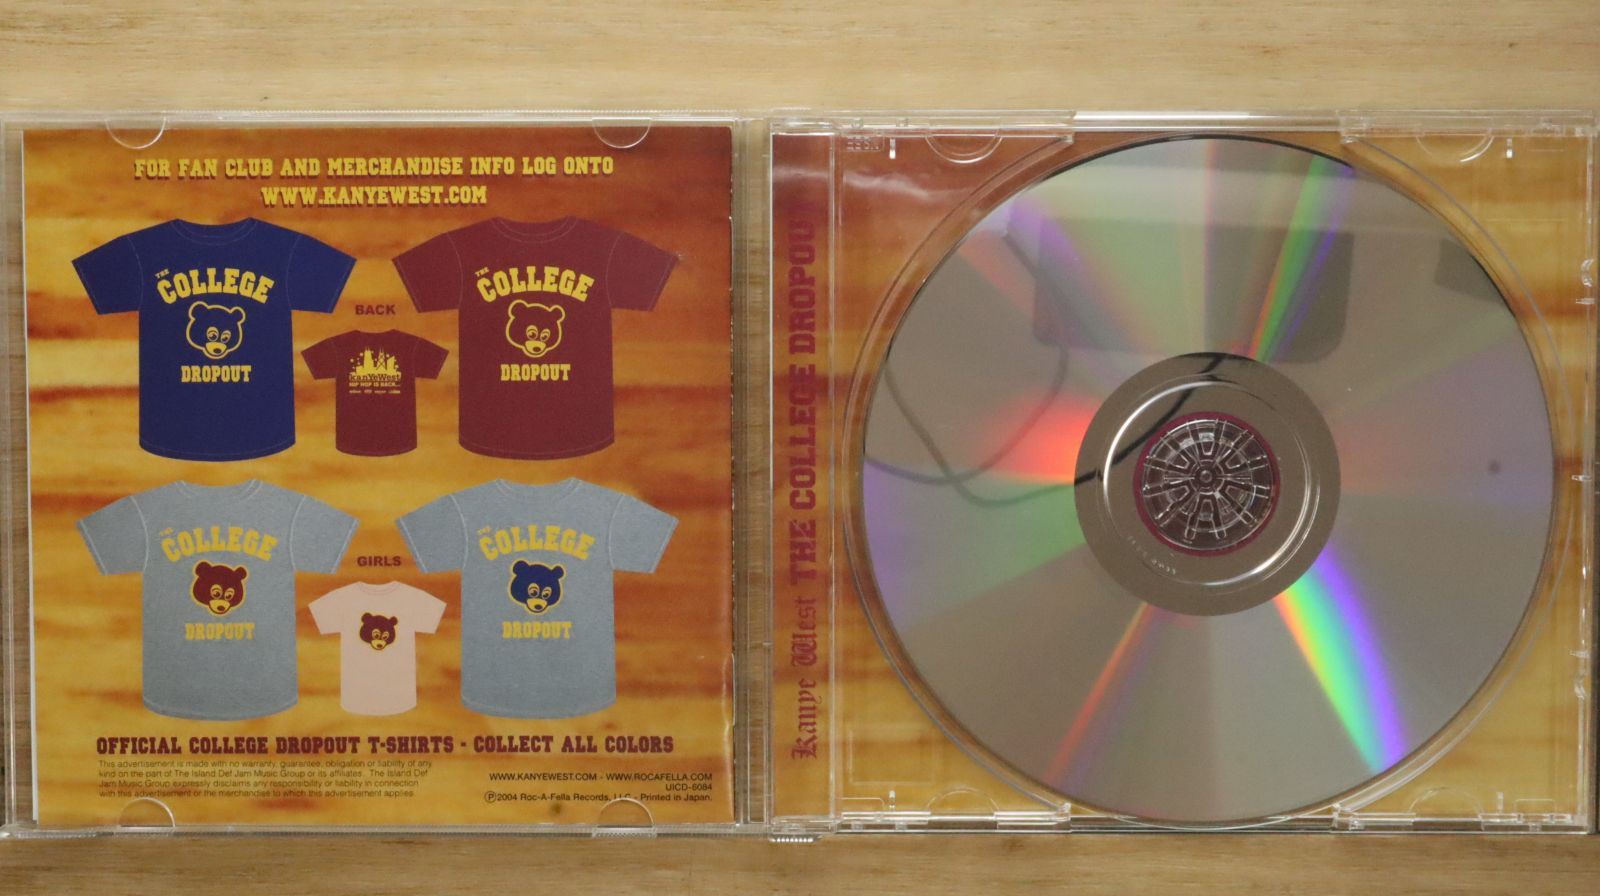 FOR FAN CLUB AND MERCHANDISE INFO LOG ONTO
WWW.KANYEWEST.COM
THE
COLLEGE
DROPOUT
THE
COLLEGE
DROPOUT
BACK
kanYeWest
HIP HOP IS BACK...
THE
COLLEGE
DROPOUT
THE
COLLEGE
DROPOUT
GIRLS
OFFICIAL COLLEGE DROPOUT T-SHIRTS - COLLECT ALL COLORS
This advertisement is made with no warranty, guarantee, obligation or liability of any
kind on the part of The Island Def Jam Music Group or its affiliates. The Island Def
Jam Music Group expressly disclaims any responsibility or liability in connection
with this advertisement or the merchandise to which this advertisement applies.
WWW.KANYEWEST.COM - WWW.ROCAFELLA.COM
UICD-6084
Ⓟ2004 Roc-A-Fella Records, LLC - Printed in Japan.
Kanye West THE COLLEGE DROPOUT